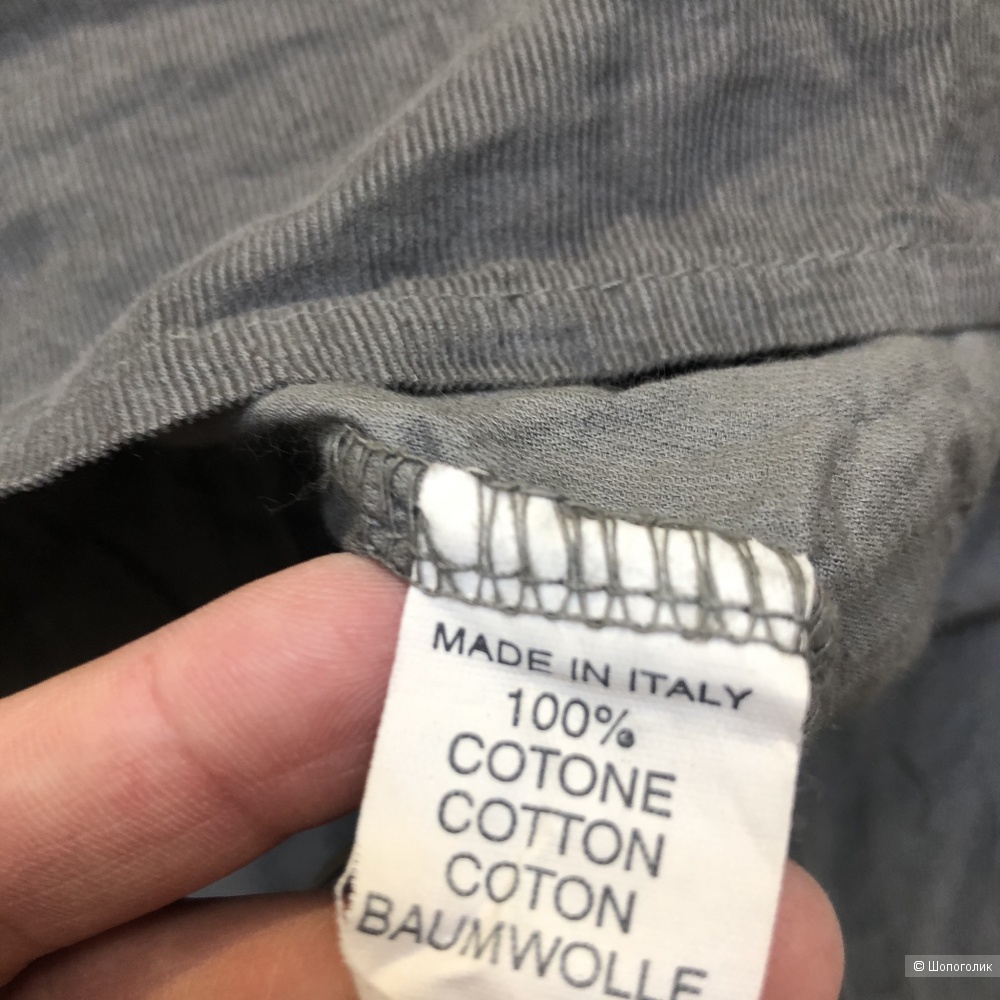 MADE IN ITALY
100%
COTONE
COTTON
COTON
BAUMWOLLE
© Шопоголик